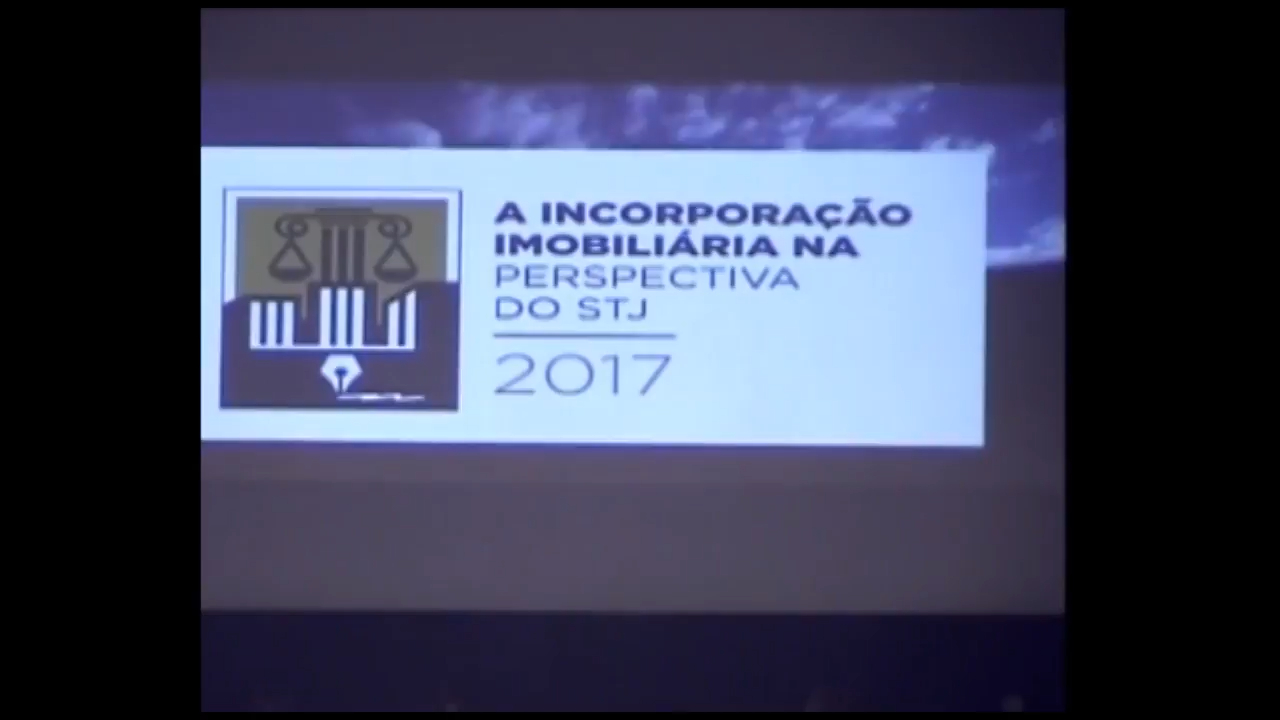 A INCORPORAÇÃO
IMOBILIÁRIA NA
PERSPECTIVA
DO STJ
2017